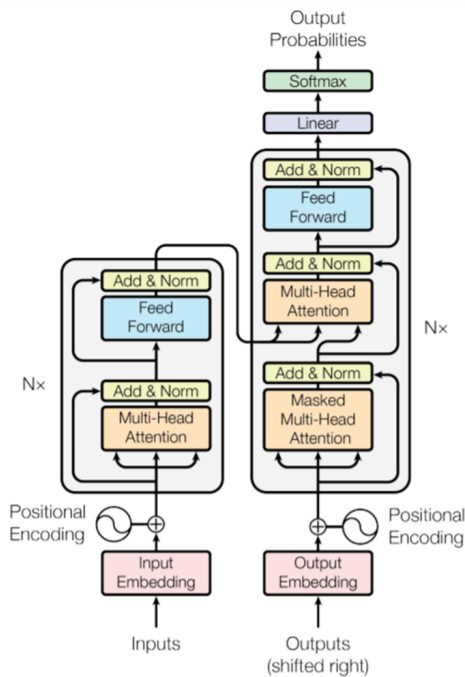 Output
Probabilities
Softmax
Linear
Add & Norm
Feed
Forward
Add & Norm
Multi-Head
Attention
Add & Norm
Masked
Multi-Head
Attention
N×
Add & Norm
Feed
Forward
Add & Norm
Multi-Head
Attention
N×
Positional
Encoding
Positional
Encoding
Input
Embedding
Output
Embedding
Inputs
Outputs
(shifted right)